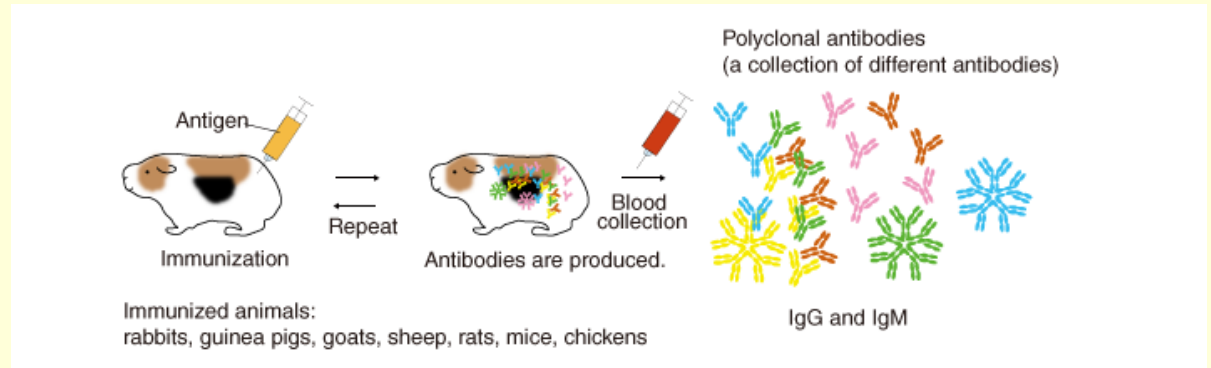 Polyclonal antibodies
(a collection of different antibodies)
Antigen
Repeat
Blood
collection
Immunization
Antibodies are produced.
IgG and IgM
Immunized animals:
rabbits, guinea pigs, goats, sheep, rats, mice, chickens